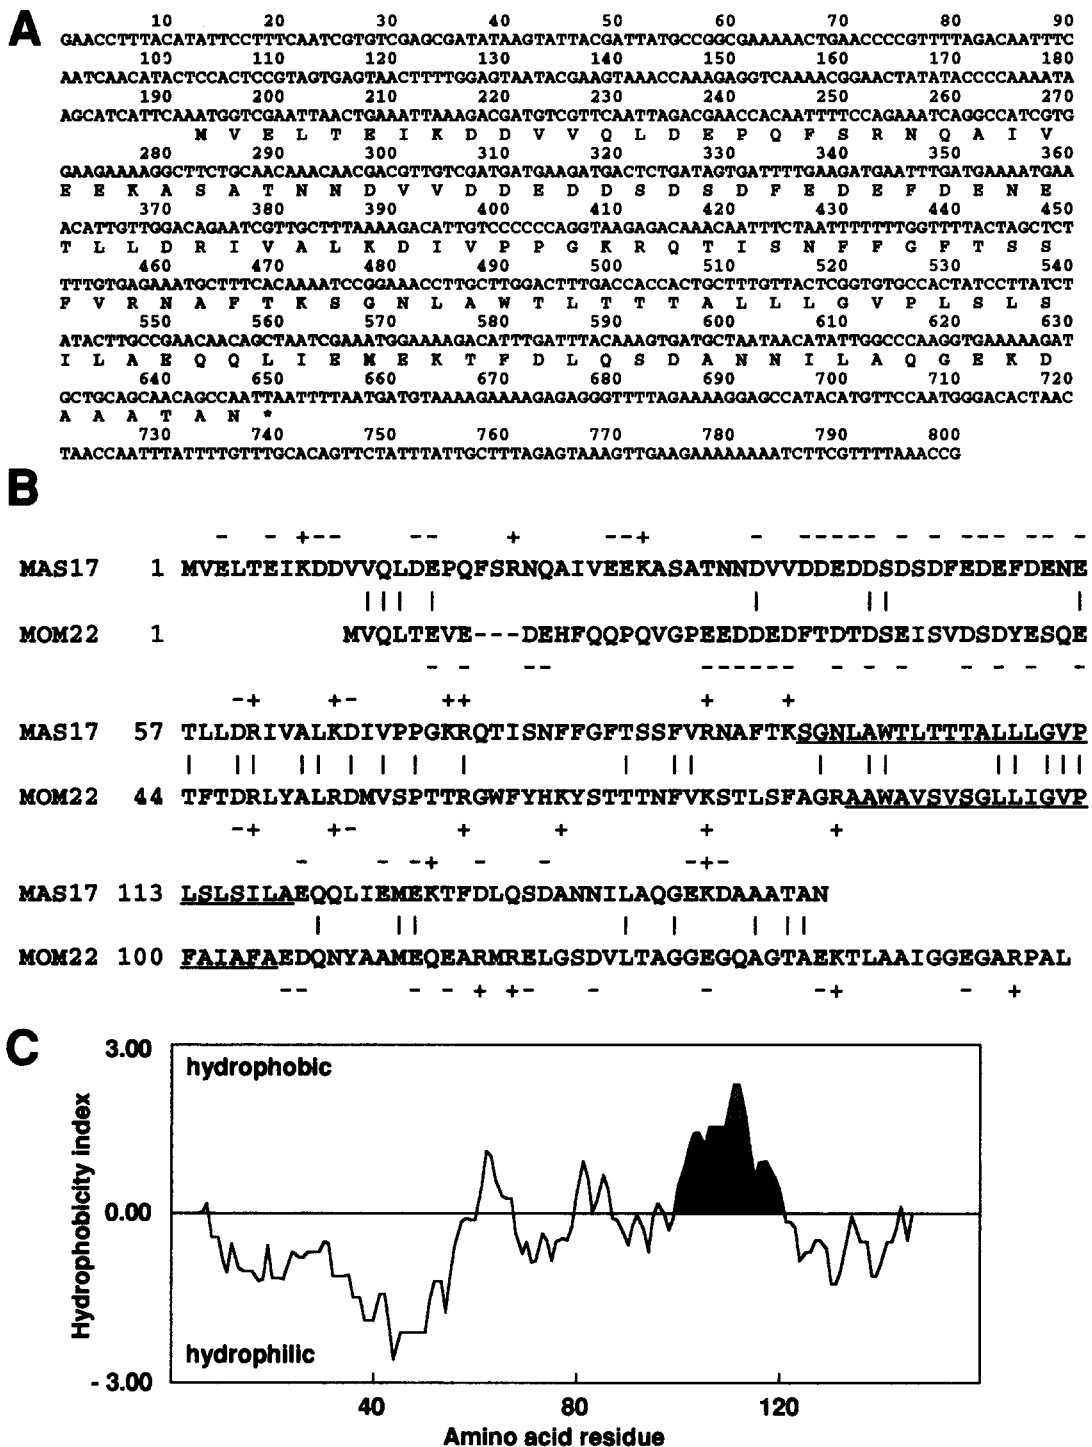 A
10 20 30 40 50 60 70 80 90
GAACCTTTACATATTCCTTTCAATCGTGTCGAGCGATATAAGTATTACGATTATGCCGGCGAAAAACTGAACCCCGTTTTAGACAATTTC
100 110 120 130 140 150 160 170 180
AATCAACATACTCCACTCCGTAGTGAGTAACTTTTGGAGTAATACGAAGTAAACCAAAGAGGTCAAAACGGAACTATATACCCCAAAATA
190 200 210 220 230 240 250 260 270
AGCATCATTCAAATGGTCGAATTAACTGAAATTAAAGACGATGTCGTTCAATTAGACGAACCACAATTTTCCAGAAATCAGGCCATCGTG
M V E L T E I K D D V V Q L D E P Q F S R N Q A I V
280 290 300 310 320 330 340 350 360
GAAGAAAAGGCTTCTGCAACAAACAACGACGTTGTCGATGATGAAGATGACTCTGATAGTGATTTTGAAGATGAATTTGATGAAAATGAA
E E K A S A T N N D V V D D E D D S D S D F E D E F D E N E
370 380 390 400 410 420 430 440 450
ACATTGTTGGACAGAATCGTTGCTTTAAAAGACATTGTCCCCCCAGGTAAGAGACAAACAATTTCTAATTTTTTTGGTTTTACTAGCTCT
T L L D R I V A L K D I V P P G K R Q T I S N F F G F T S S
460 470 480 490 500 510 520 530 540
TTTGTGAGAAATGCTTTCACAAAATCCGGAAACCTTGCTTGGACTTTGACCACCACTGCTTTGTTACTCGGTGTGCCACTATCCTTATCT
F V R N A F T K S G N L A W T L T T T A L L L G V P L S L S
550 560 570 580 590 600 610 620 630
ATACTTGCCGAACAACAGCTAATCGAAATGGAAAAGACATTTGATTTACAAAGTGATGCTAATAACATATTGGCCCAAGGTGAAAAAGAT
I L A E Q Q L I E M E K T F D L Q S D A N N I L A Q G E K D
640 650 660 670 680 690 700 710 720
GCTGCAGCAACAGCCAATTAATTTTAATGATGTAAAAGAAAAGAGAGGGTTTTAGAAAAGGAGCCATACATGTTCCAATGGGACACTAAC
A A A T A N *
730 740 750 760 770 780 790 800
TAACCAATTTATTTTGTTTGCACAGTTCTATTTATTGCTTTAGAGTAAAGTTGAAGAAAAAAAATCTTCGTTTTAAACCG
B
- - +-- -- + --+ - ----- - - --- -- -
MAS17 1 MVELTEIKDDVVQLDEPQFSRNQAIVEEKASATNNDVVDDEDDSDSDFEDEFDENE
MOM22 1 MVQLTEVE---DEHFQQPQVGPEEDDEDFTDTDSEISVDSDYESQE
- - -- ------ - - - - - -
-+ +- ++ + +
MAS17 57 TLLDRIVALKDIVPPGKRQTISNFFGFTSSFVRNAFTKSGNLAWTLTTTALLLGVP
MOM22 44 TFTDRLYALRDMVSPTTRGWFYHKYSTTTNFVKSTLSFAGRAAWAVSVSGLLIGVP
-+ +- + + + +
- - -+ - - -+-
MAS17 113 LSLSILAEQQLIEMEKTFDLQSDANNILAQGEKDAAATAN
MOM22 100 FAIAFAEDQNYAAMEQEARMRELGSDVLTAGGEGQAGTAEKTLAAIGGEGARPAL
-- - - + +- - - -+ - +
C
3.00
hydrophobic
0.00
hydrophilic
- 3.00
Hydrophobicity index
40 80 120
Amino acid residue